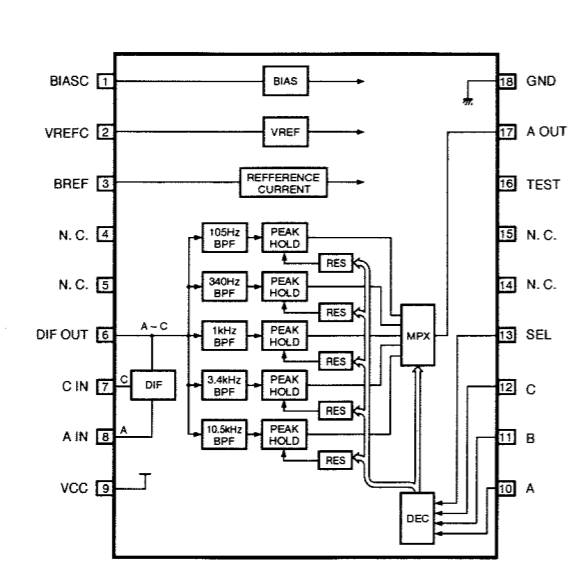 BIASC 1 BIAS 18 GND
VREFC 2 VREF 17 A OUT
BREF 3 REFFERENCE CURRENT 16 TEST
N. C. 4 105Hz BPF PEAK HOLD 15 N. C.
RES
N. C. 5 340Hz BPF PEAK HOLD 14 N. C.
RES
DIF OUT 6 A – C 1kHz BPF PEAK HOLD MPX 13 SEL
RES
C IN 7 C DIF 3.4kHz BPF PEAK HOLD 12 C
RES
A IN 8 A 10.5kHz BPF PEAK HOLD 11 B
RES
VCC 9 10 A
DEC